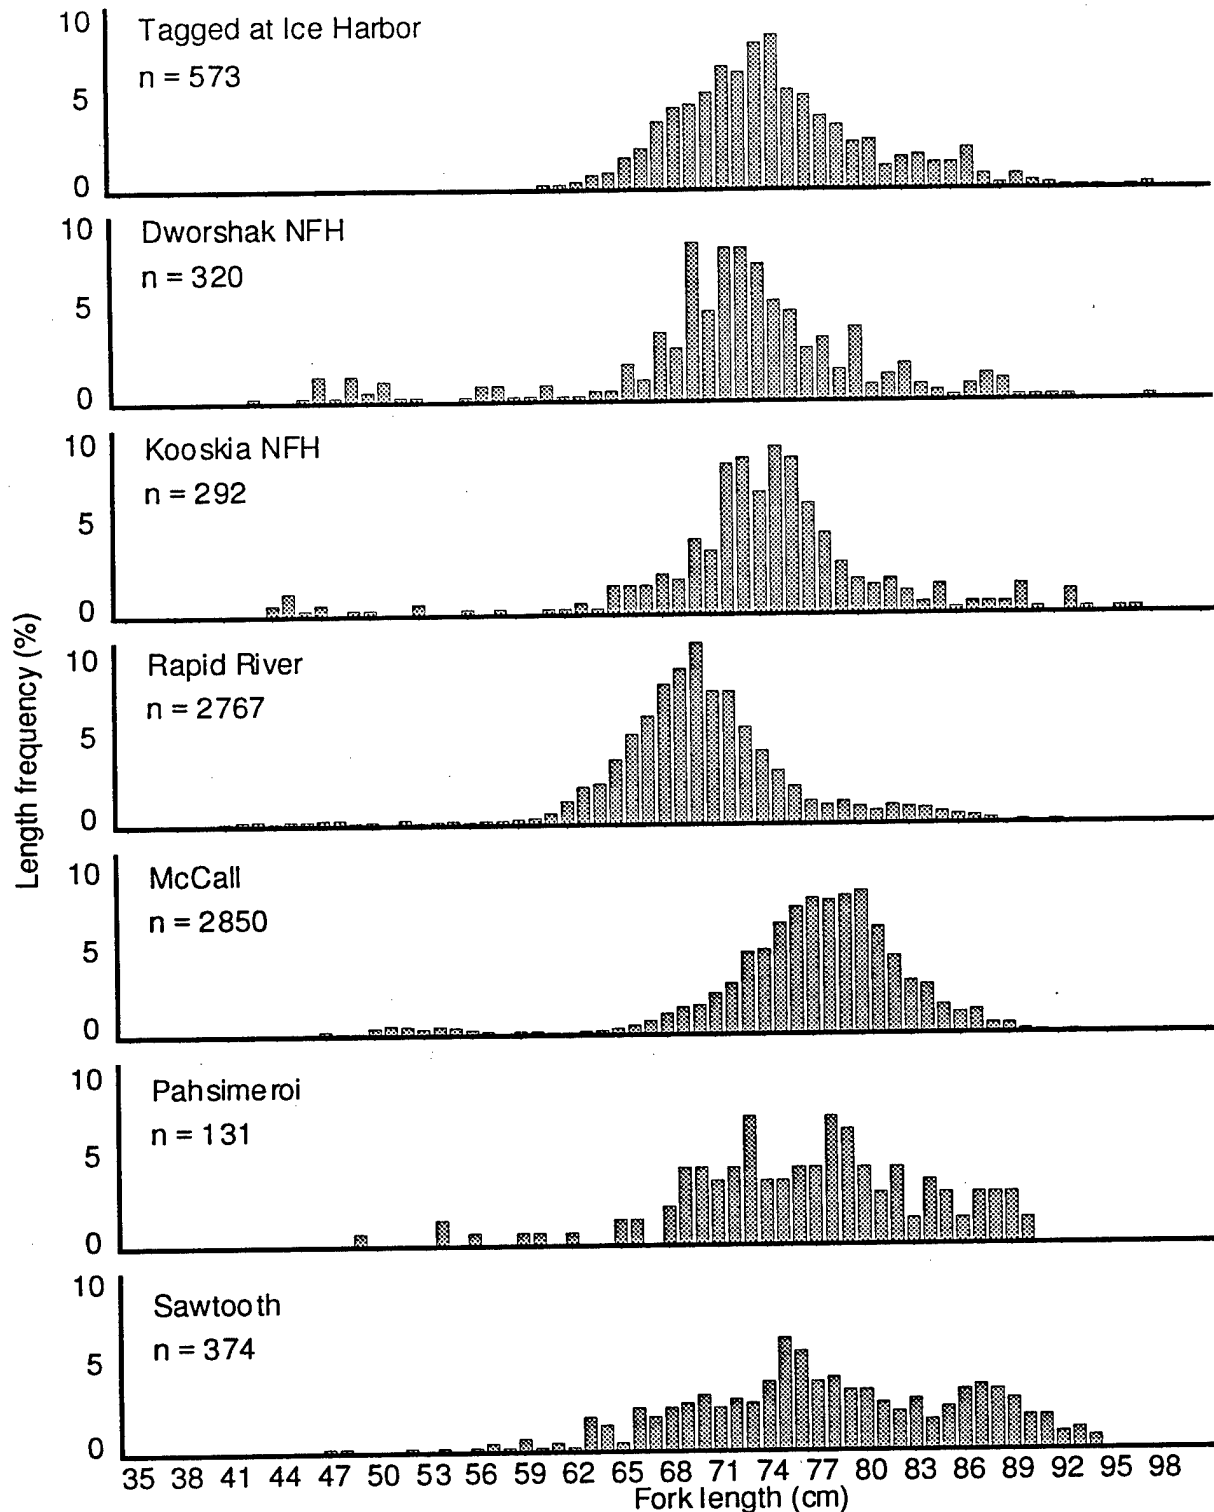 10
Tagged at Ice Harbor
n = 573
5
0
10
Dworshak NFH
n = 320
5
0
10
Kooskia NFH
n = 292
5
0
Length frequency (%)
10
Rapid River
n = 2767
5
0
10
McCall
n = 2850
5
0
10
Pahsimeroi
n = 131
5
0
10
Sawtooth
n = 374
5
0
35 38 41 44 47 50 53 56 59 62 65 68 71 74 77 80 83 86 89 92 95 98
Fork length (cm)